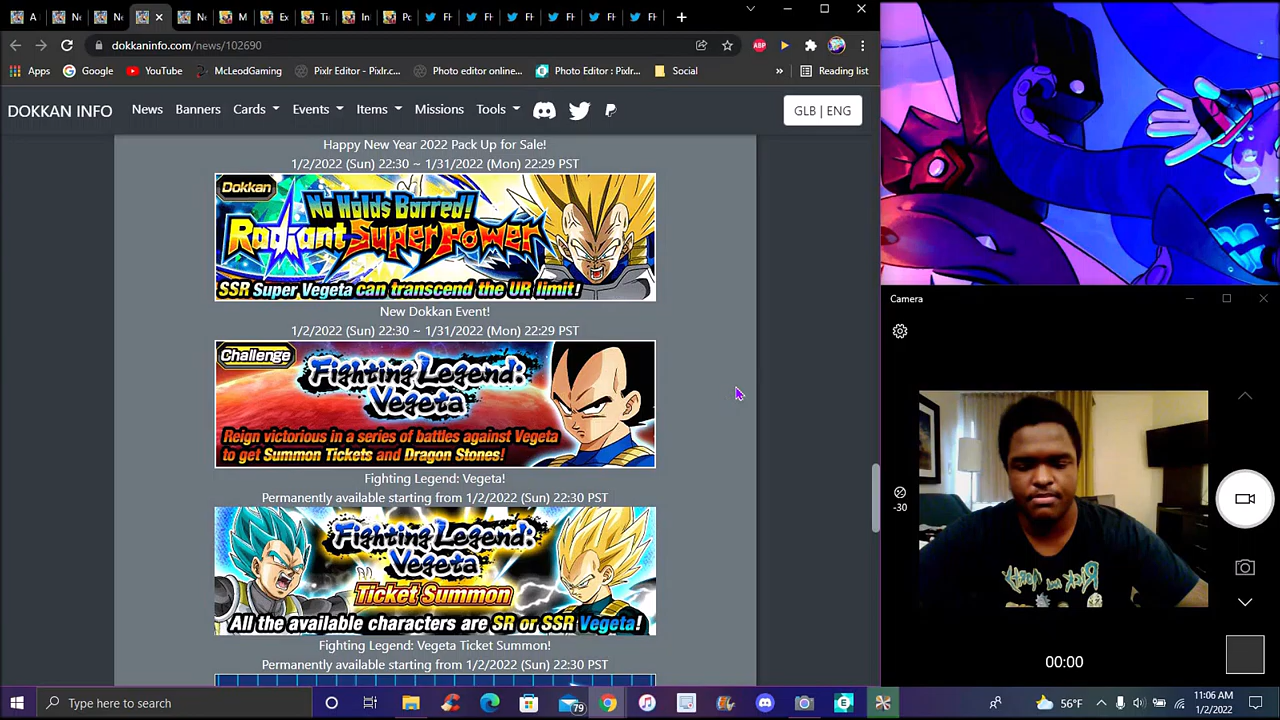 dokkaninfo.com/news/102690
ABP
Apps
Google
YouTube
McLeodGaming
Pixlr Editor - Pixlr.c...
Photo editor online...
Photo Editor : Pixlr...
Social
»
Reading list
DOKKAN INFO
News
Banners
Cards
Events
Items
Missions
Tools
GLB | ENG
Happy New Year 2022 Pack Up for Sale!
1/2/2022 (Sun) 22:30 ~ 1/31/2022 (Mon) 22:29 PST
Dokkan
No Holds Barred!
Radiant Super Power
SSR Super Vegeta can transcend the UR limit!
New Dokkan Event!
1/2/2022 (Sun) 22:30 ~ 1/31/2022 (Mon) 22:29 PST
Challenge
Fighting Legend:
Vegeta
Reign victorious in a series of battles against Vegeta
to get Summon Tickets and Dragon Stones!
Fighting Legend: Vegeta!
Permanently available starting from 1/2/2022 (Sun) 22:30 PST
Fighting Legend:
Vegeta
Ticket Summon
All the available characters are SR or SSR Vegeta!
Fighting Legend: Vegeta Ticket Summon!
Permanently available starting from 1/2/2022 (Sun) 22:30 PST
Camera
-30
Rick and Morty
00:00
Type here to search
79
56°F
11:06 AM
1/2/2022